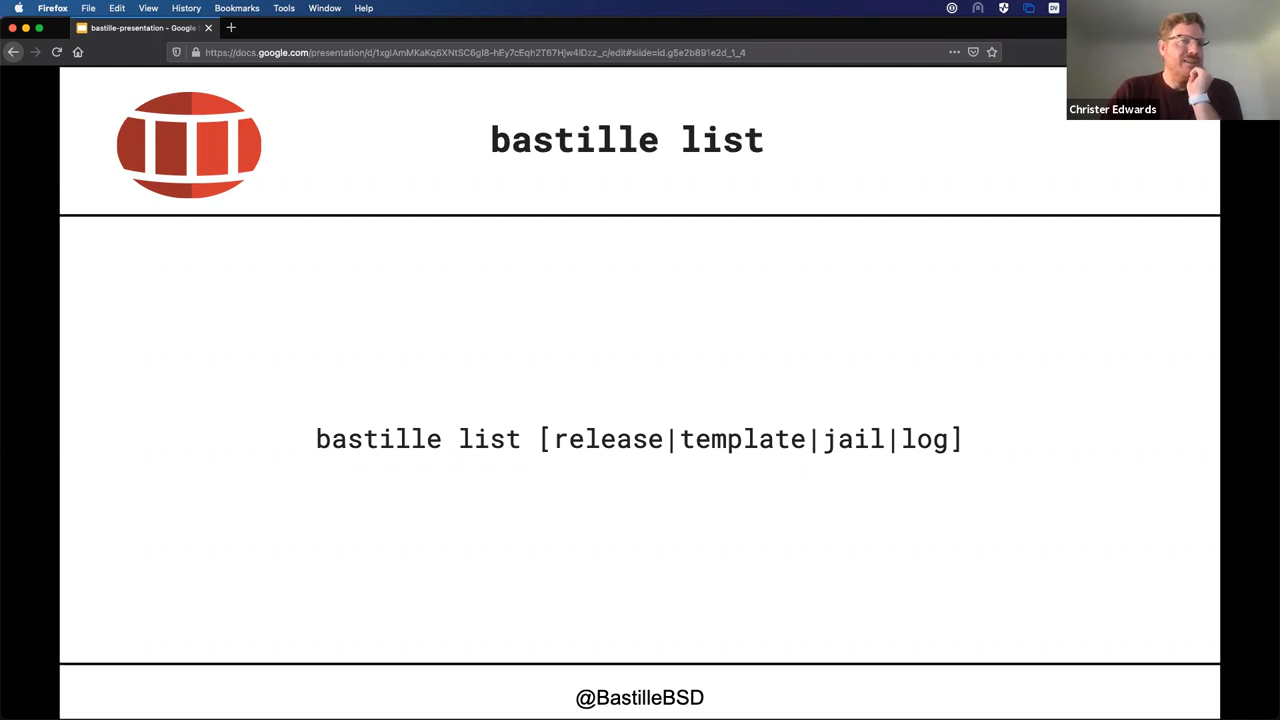 Firefox File Edit View History Bookmarks Tools Window Help
bastille-presentation - Google
Christer Edwards
bastille list
bastille list [release|template|jail|log]
@BastilleBSD